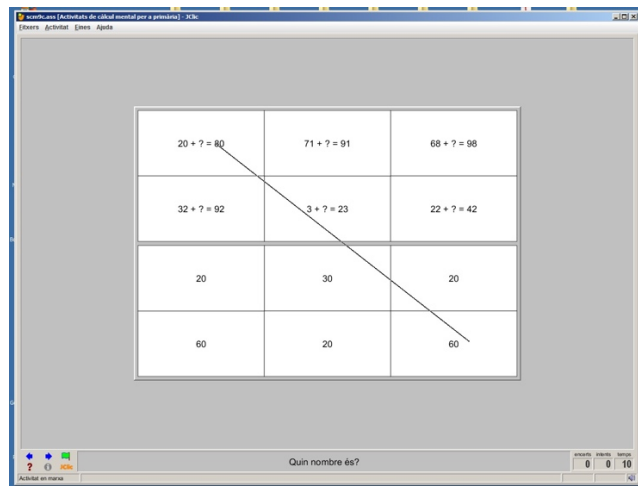 scm9c.ass [Activitats de càlcul mental per a primària] - JClic
Fitxers Activitat Eines Ajuda
20 + ? = 80 71 + ? = 91 68 + ? = 98
32 + ? = 92 3 + ? = 23 22 + ? = 42
20 30 20
60 20 60
Quin nombre és?
encerts intents temps
0 0 10
JClic
Activitat en marxa